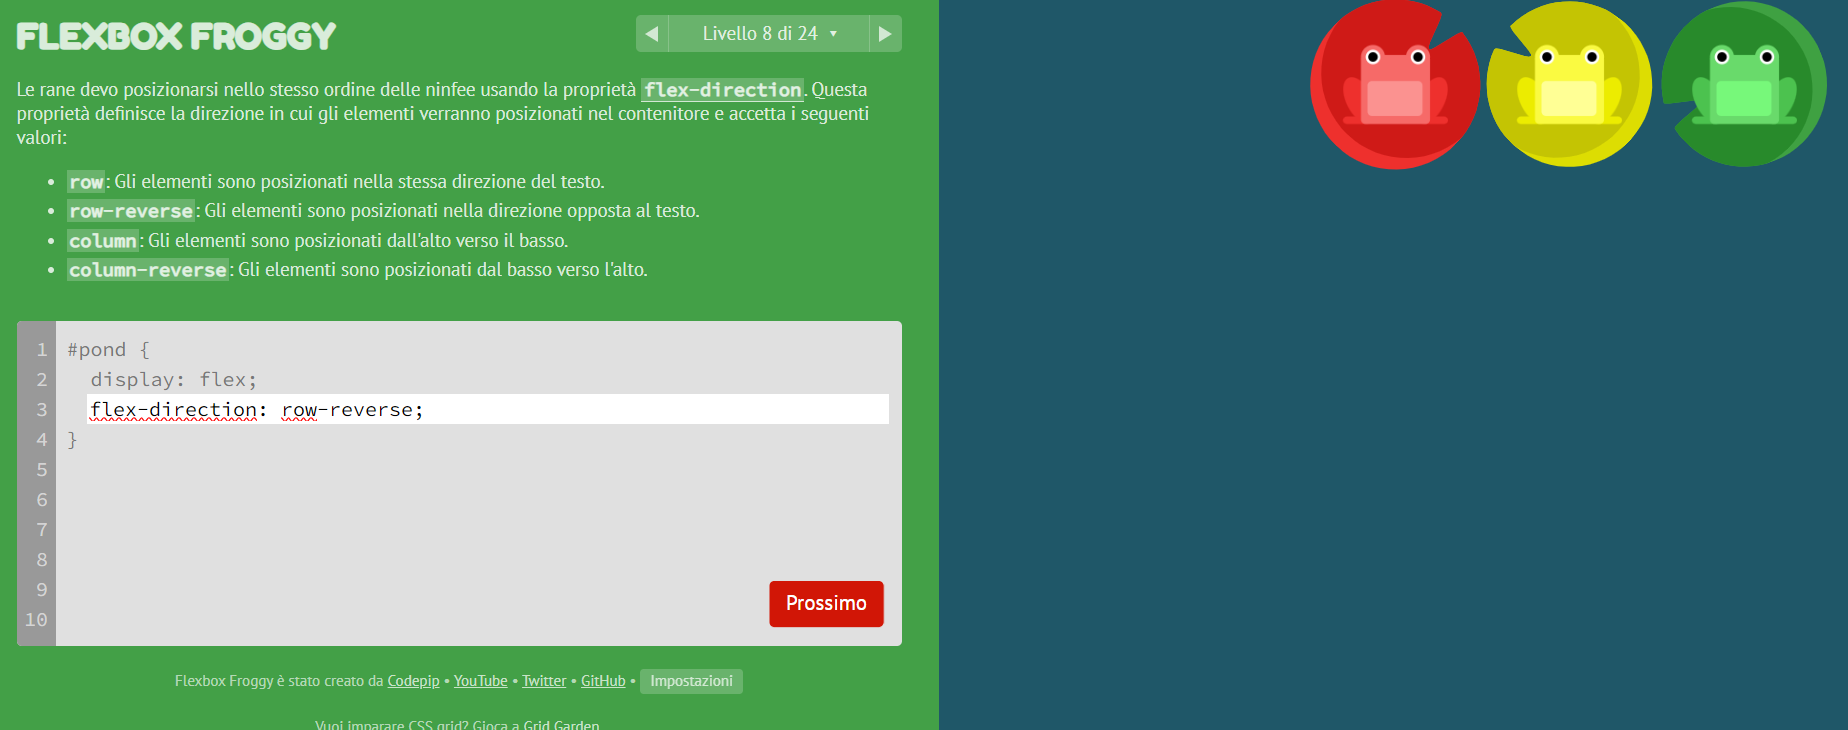 FLEXBOX FROGGY
Livello 8 di 24 ▼
Le rane devo posizionarsi nello stesso ordine delle ninfee usando la proprietà flex-direction. Questa
proprietà definisce la direzione in cui gli elementi verranno posizionati nel contenitore e accetta i seguenti
valori:
• row: Gli elementi sono posizionati nella stessa direzione del testo.
• row-reverse: Gli elementi sono posizionati nella direzione opposta al testo.
• column: Gli elementi sono posizionati dall'alto verso il basso.
• column-reverse: Gli elementi sono posizionati dal basso verso l'alto.
1 #pond {
2 display: flex;
3 flex-direction: row-reverse;
4 }
5
6
7
8
9
10
Prossimo
Flexbox Froggy è stato creato da Codepip • YouTube • Twitter • GitHub • Impostazioni
Vuoi imparare CSS grid? Gioca a Grid Garden